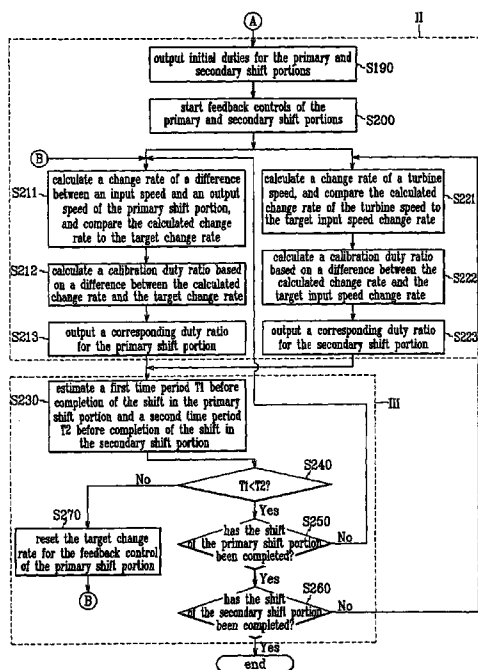 A
II
output initial duties for the primary and
secondary shift portions
S190
start feedback controls of the
primary and secondary shift portions
S200
B
S211
calculate a change rate of a difference
between an input speed and an output
speed of the primary shift portion,
and compare the calculated change
rate to the target change rate
calculate a change rate of a turbine
speed, and compare the calculated
change rate of the turbine speed to
the target input speed change rate
S221
S212
calculate a calibration duty ratio based
on a difference between the calculated
change rate and the target change rate
calculate a calibration duty ratio
based on a difference between the
calculated change rate and the
target input speed change rate
S222
S213
output a corresponding duty ratio
for the primary shift portion
output a corresponding duty ratio
for the secondary shift portion
S223
S230
estimate a first time period T1 before
completion of the shift in the primary
shift portion and a second time period
T2 before completion of the shift in
the secondary shift portion
III
S240
No
T1<T2?
Yes
S270
reset the target change
rate for the feedback control
of the primary shift portion
B
S250
has the shift
of the primary shift portion
been completed?
No
Yes
S260
has the shift
of the secondary shift portion
been completed?
No
Yes
end